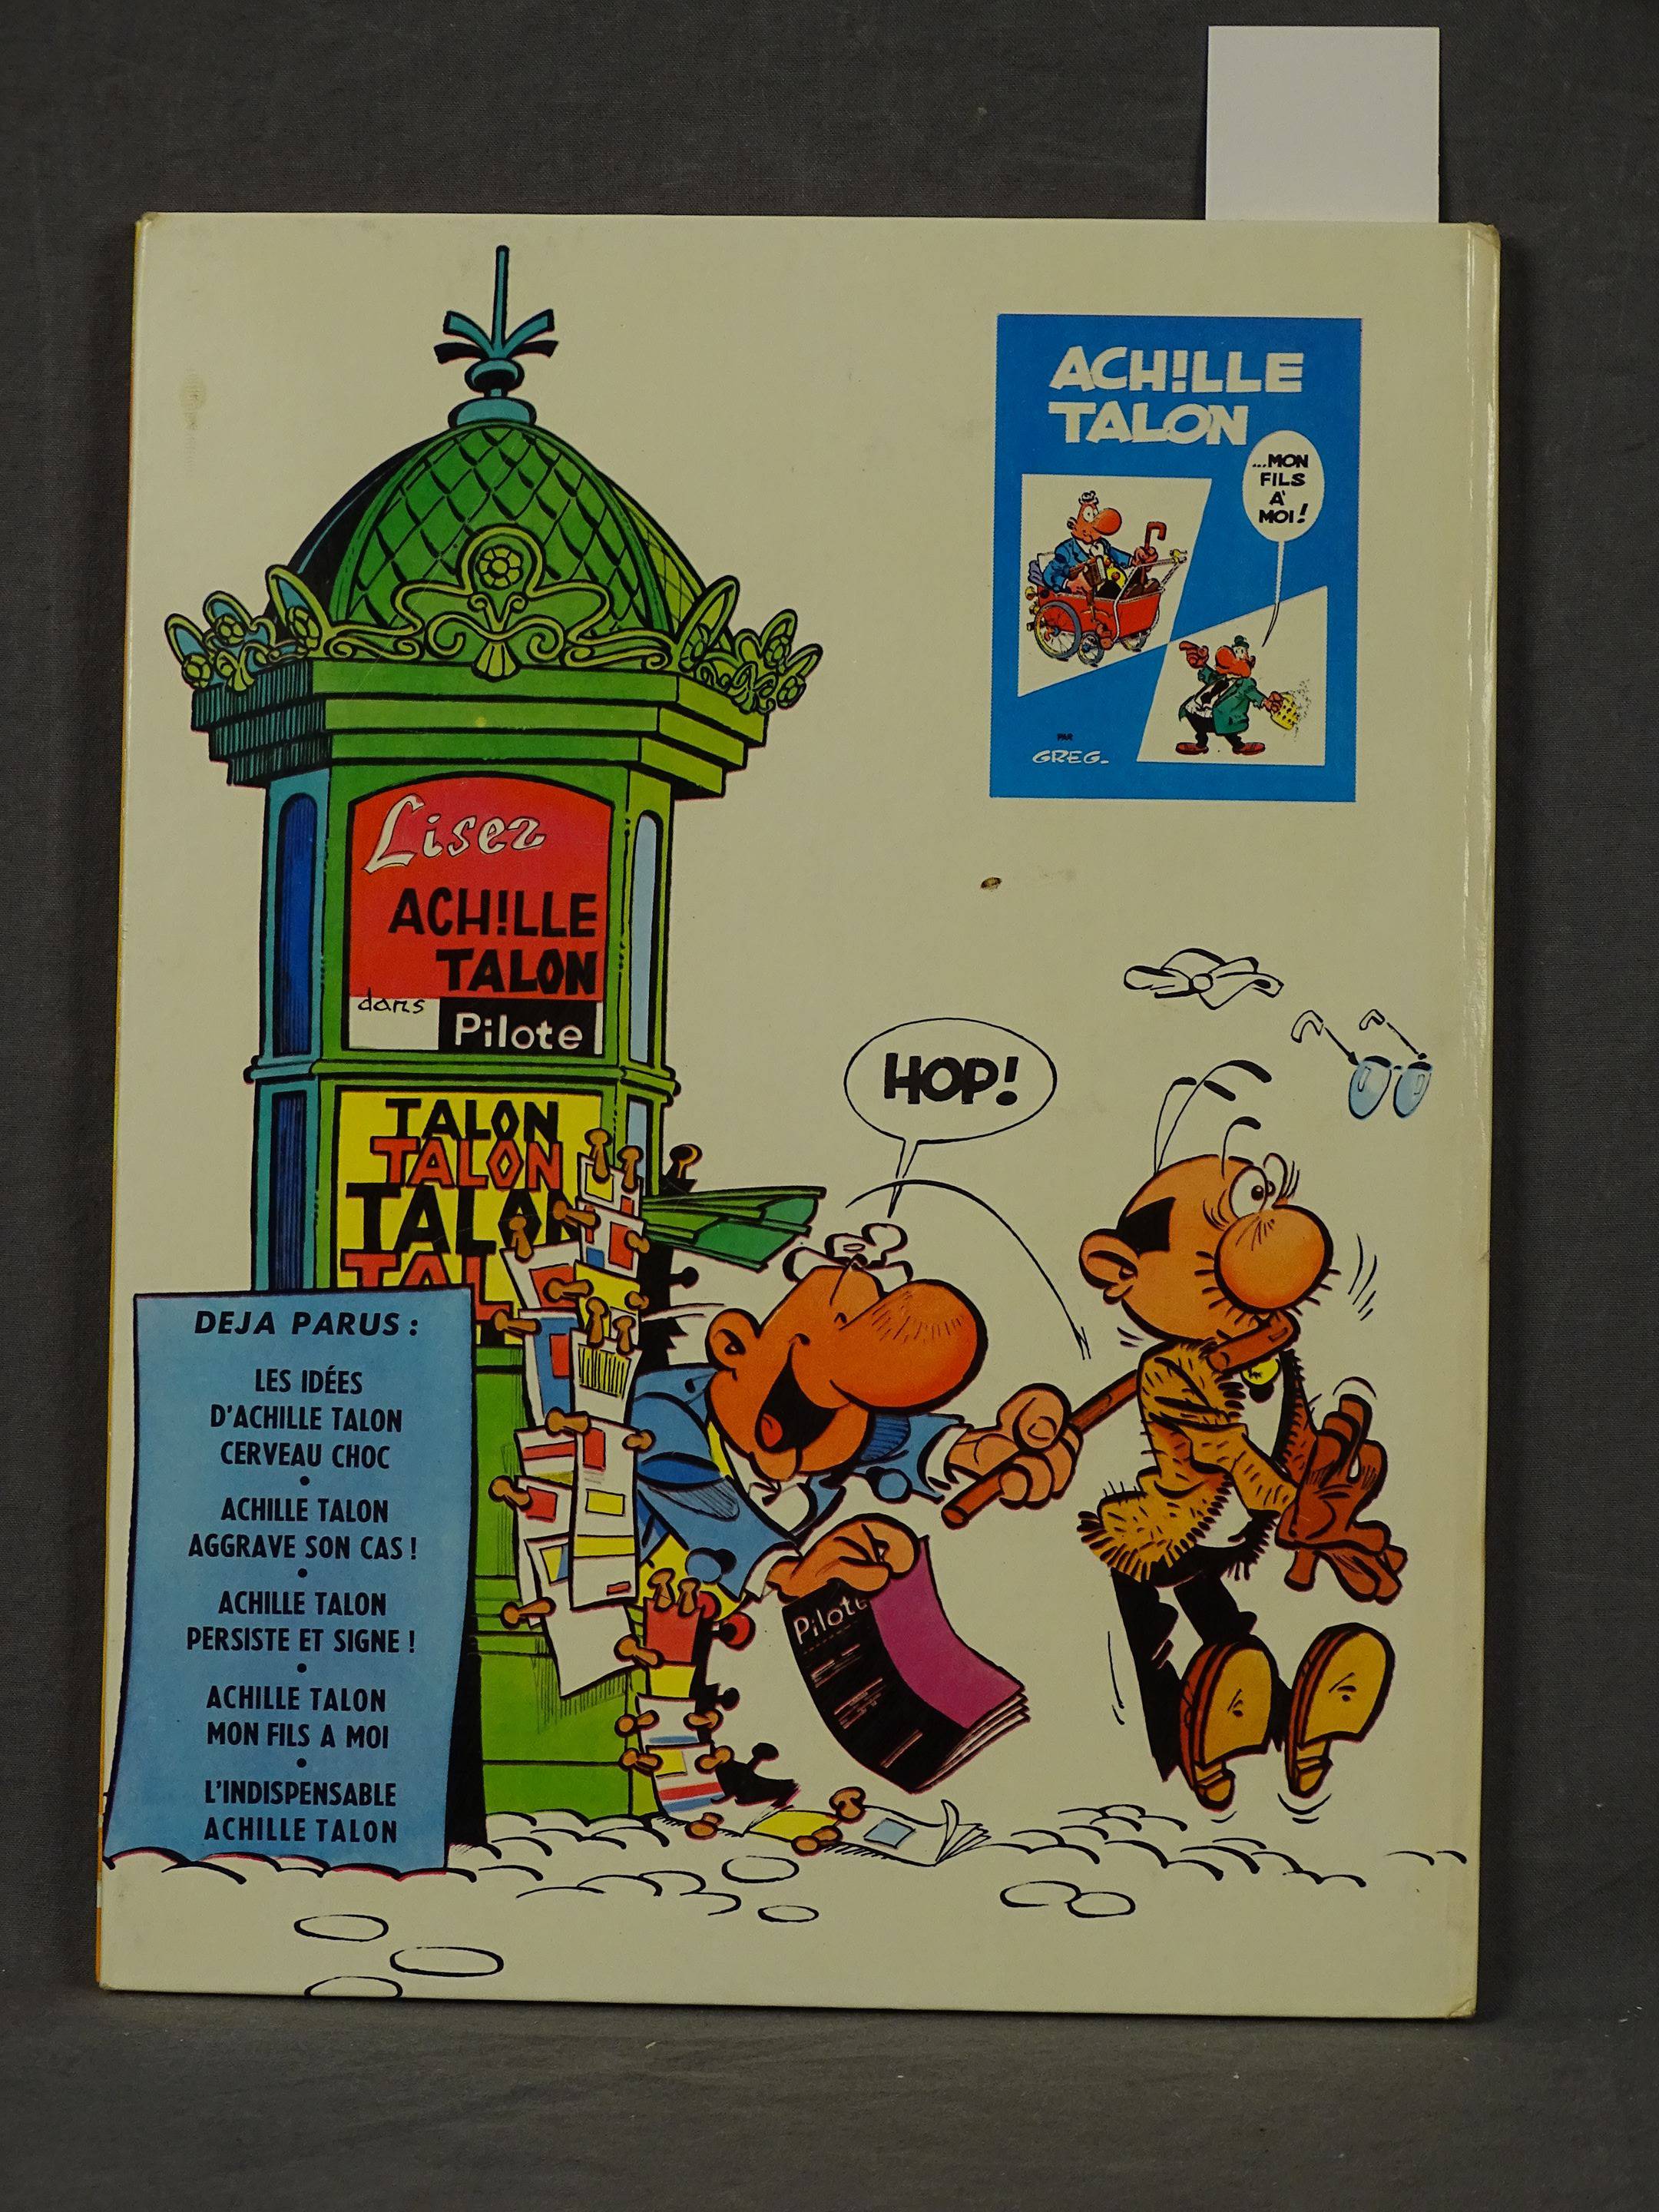 ACH!LLE
TALON
...MON
FILS
A'
MOI!
PAR
GREG-
Lisez
ACH!LLE
TALON
dans
Pilote
HOP!
TALON
TALON
TALON
TAL
Pilote
DEJA PARUS :
LES IDÉES
D'ACHILLE TALON
CERVEAU CHOC
•
ACHILLE TALON
AGGRAVE SON CAS !
•
ACHILLE TALON
PERSISTE ET SIGNE !
•
ACHILLE TALON
MON FILS A MOI
•
L'INDISPENSABLE
ACHILLE TALON